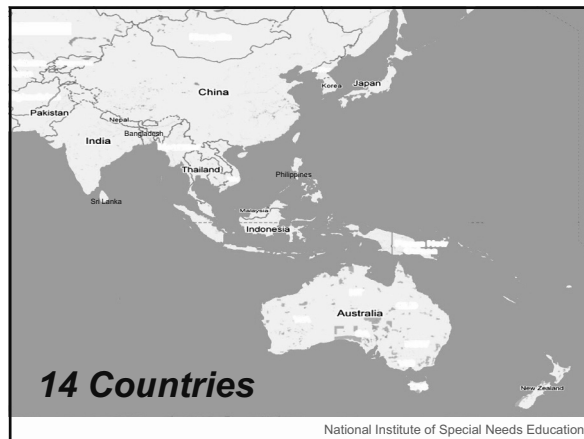 China
Korea
Japan
Pakistan
Nepal
India
Bangladesh
Thailand
Philippines
Sri Lanka
Malaysia
Indonesia
Australia
New Zealand
14 Countries
National Institute of Special Needs Education